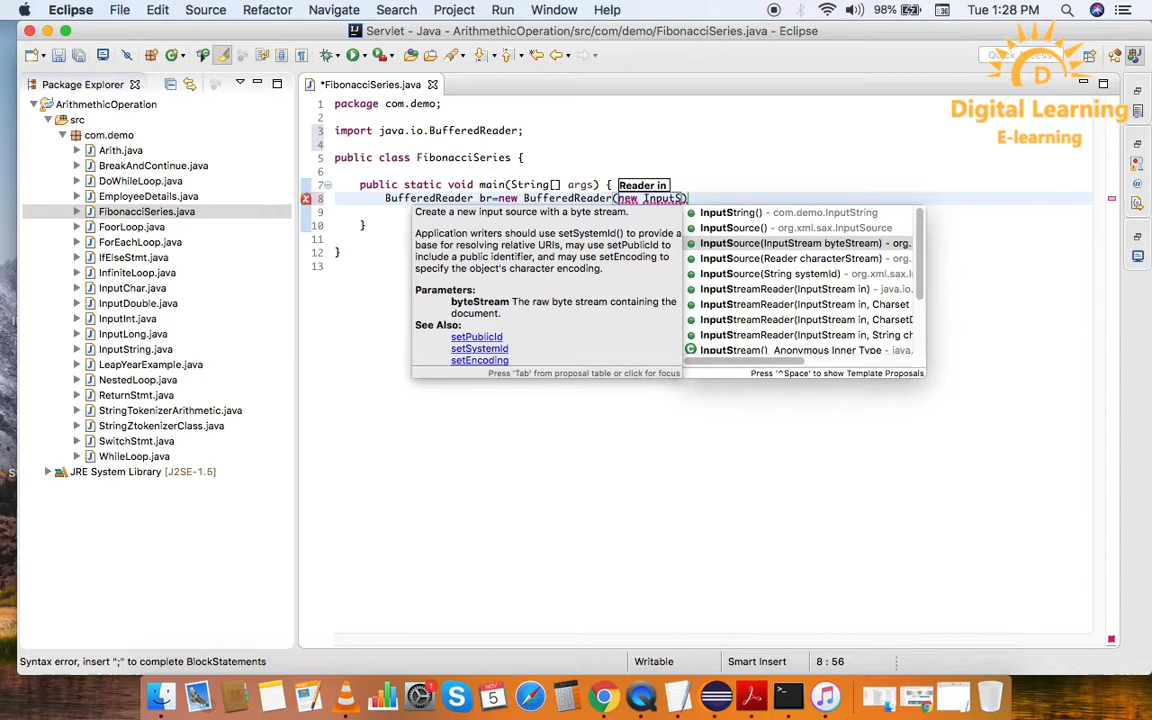 Eclipse File Edit Source Refactor Navigate Search Project Run Window Help 98% Tue 1:28 PM
Servlet - Java - ArithmethicOperation/src/com/demo/FibonacciSeries.java - Eclipse
Quick Access
D
Digital Learning
E-learning
Package Explorer
ArithmethicOperation
src
com.demo
Arith.java
BreakAndContinue.java
DoWhileLoop.java
EmployeeDetails.java
FibonacciSeries.java
FoorLoop.java
ForEachLoop.java
IfElseStmt.java
InfiniteLoop.java
InputChar.java
InputDouble.java
InputInt.java
InputLong.java
InputString.java
LeapYearExample.java
NestedLoop.java
ReturnStmt.java
StringTokenizerArithmetic.java
StringZtokenizerCalculator.java
SwitchStmt.java
WhileLoop.java
JRE System Library [J2SE-1.5]
*FibonacciSeries.java
1 package com.demo;
2
3 import java.io.BufferedReader;
4
5 public class FibonacciSeries {
6
7 public static void main(String[] args) {
Reader in
8 BufferedReader br=new BufferedReader(new InputS)
9
10 }
11
12 }
13
Create a new input source with a byte stream.
Application writers should use setSystemId() to provide a
base for resolving relative URIs, may use setPublicId to
include a public identifier, and may use setEncoding to
specify the object's character encoding.
Parameters:
byteStream The raw byte stream containing the
document.
See Also:
setPublicId
setSystemId
setEncoding
Press 'Tab' from proposal table or click for focus
InputString() - com.demo.InputString
InputSource() - org.xml.sax.InputSource
InputSource(InputStream byteStream) - org.
InputSource(Reader characterStream) - org.
InputSource(String systemId) - org.xml.sax.I
InputStreamReader(InputStream in) - java.io.
InputStreamReader(InputStream in, Charset
InputStreamReader(InputStream in, CharsetD
InputStreamReader(InputStream in, String ch
InputStream() Anonymous Inner Type - java.
Press '^Space' to show Template Proposals
Syntax error, insert ";" to complete BlockStatements
Writable
Smart Insert
8 : 56
NOV
5
1